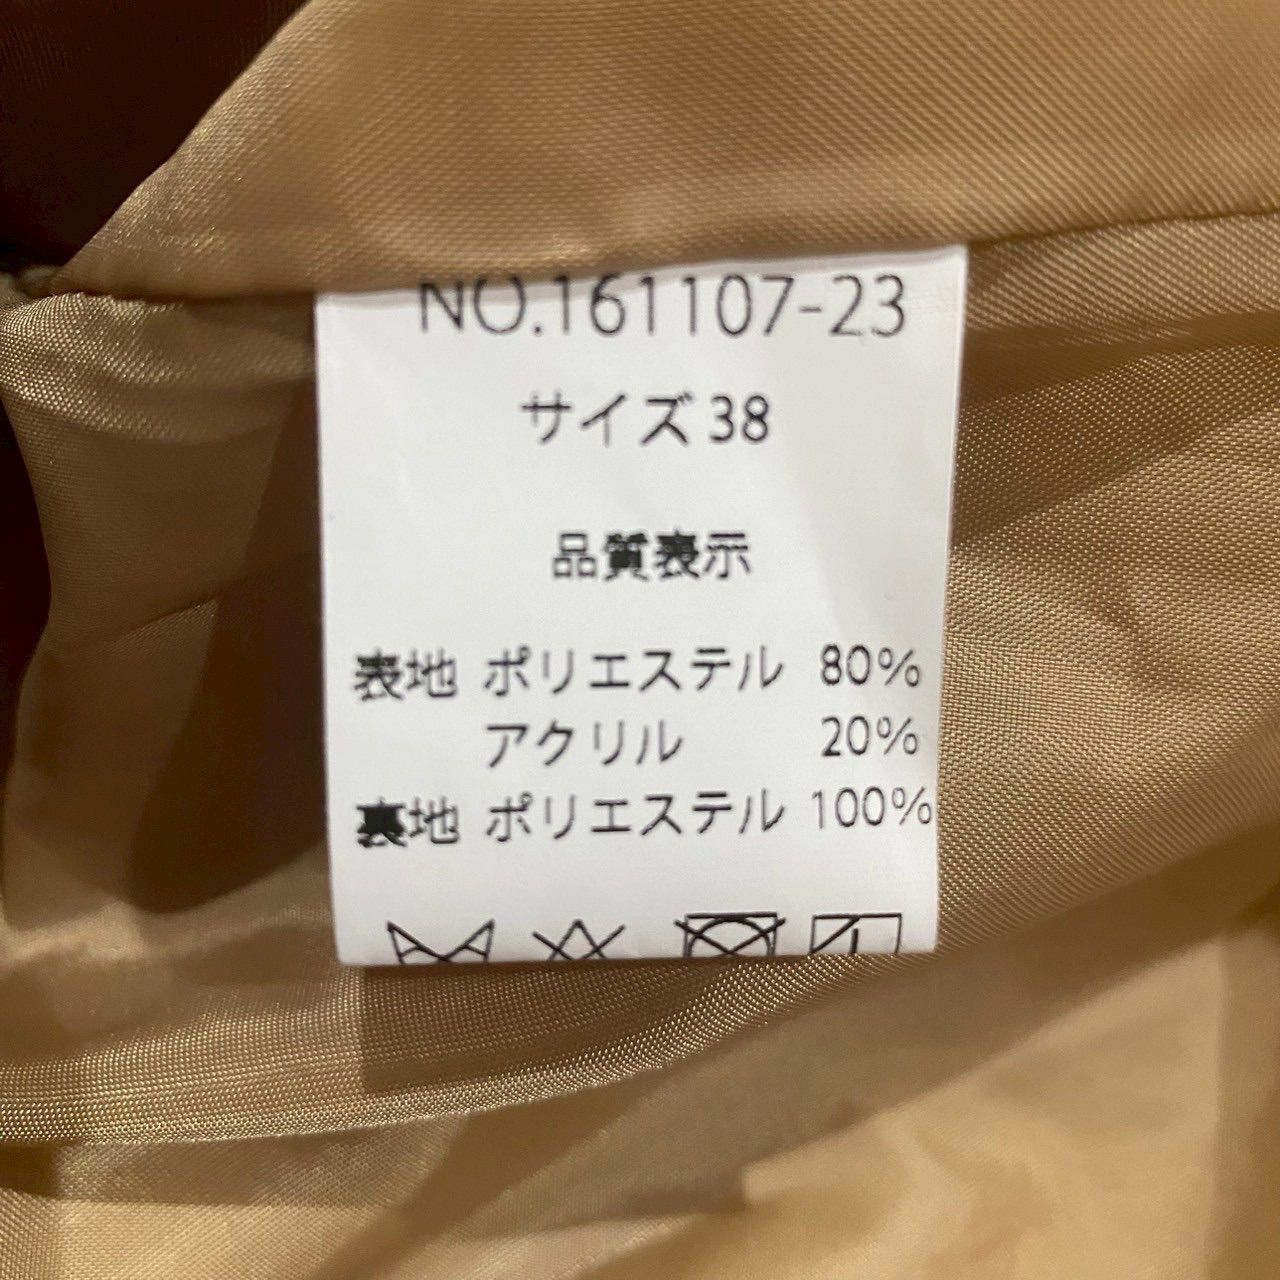 NO.161107-23
サイズ38
品質表示
表地 ポリエステル 80%
アクリル 20%
裏地 ポリエステル 100%